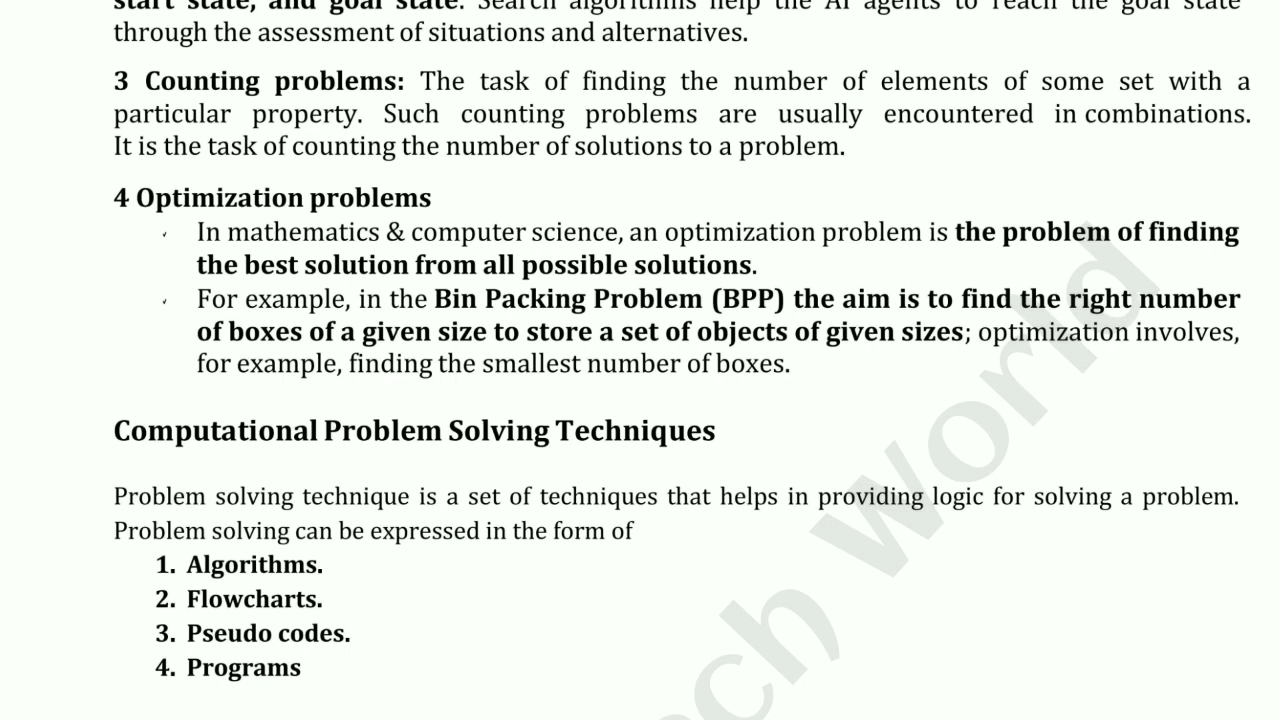 start state, and goal state. Search algorithms help the AI agents to reach the goal state
through the assessment of situations and alternatives.
3 Counting problems: The task of finding the number of elements of some set with a
particular property. Such counting problems are usually encountered in combinations.
It is the task of counting the number of solutions to a problem.
4 Optimization problems
✓ In mathematics & computer science, an optimization problem is the problem of finding
the best solution from all possible solutions.
✓ For example, in the Bin Packing Problem (BPP) the aim is to find the right number
of boxes of a given size to store a set of objects of given sizes; optimization involves,
for example, finding the smallest number of boxes.
Computational Problem Solving Techniques
Problem solving technique is a set of techniques that helps in providing logic for solving a problem.
Problem solving can be expressed in the form of
1. Algorithms.
2. Flowcharts.
3. Pseudo codes.
4. Programs
ech World